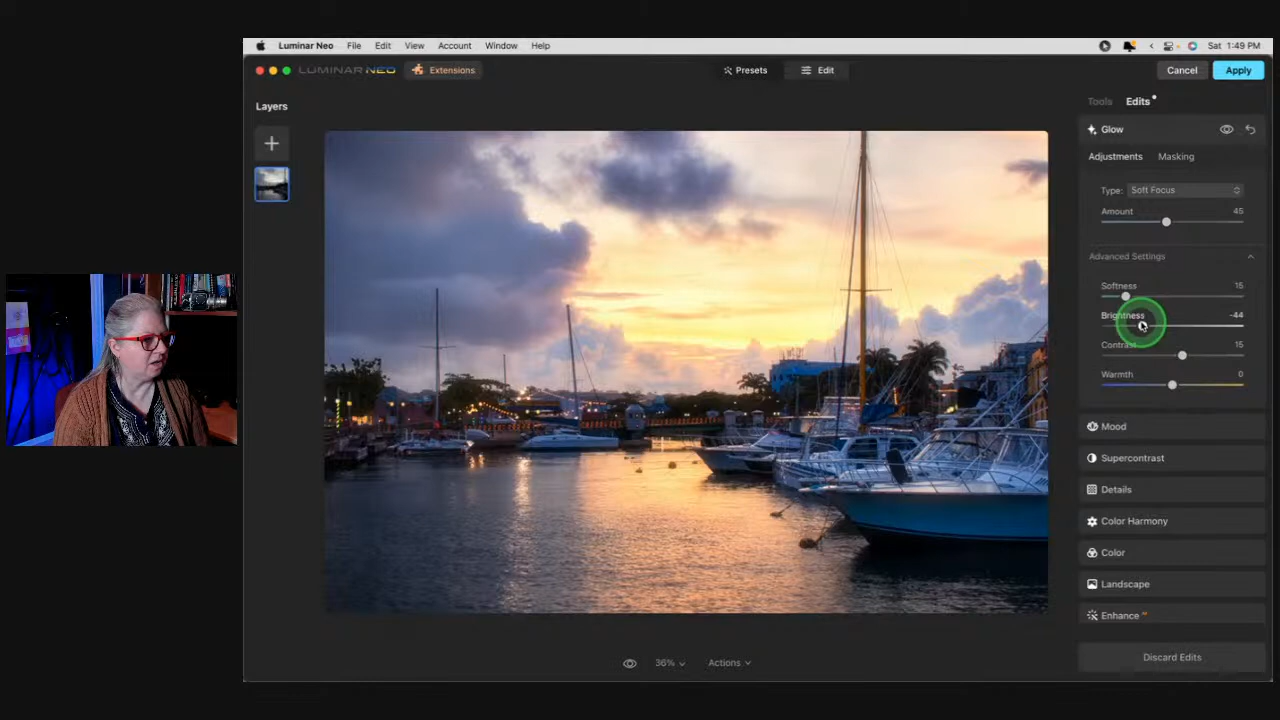 Luminar Neo File Edit View Account Window Help Sat 1:49 PM
LUMINAR NEO Extensions Presets Edit Cancel Apply
Layers
Tools Edits
Glow
Adjustments Masking
Type: Soft Focus
Amount 45
Advanced Settings
Softness 15
Brightness -44
Contrast 15
Warmth 0
Mood
Supercontrast
Details
Color Harmony
Color
Landscape
Enhance
36% Actions
Discard Edits